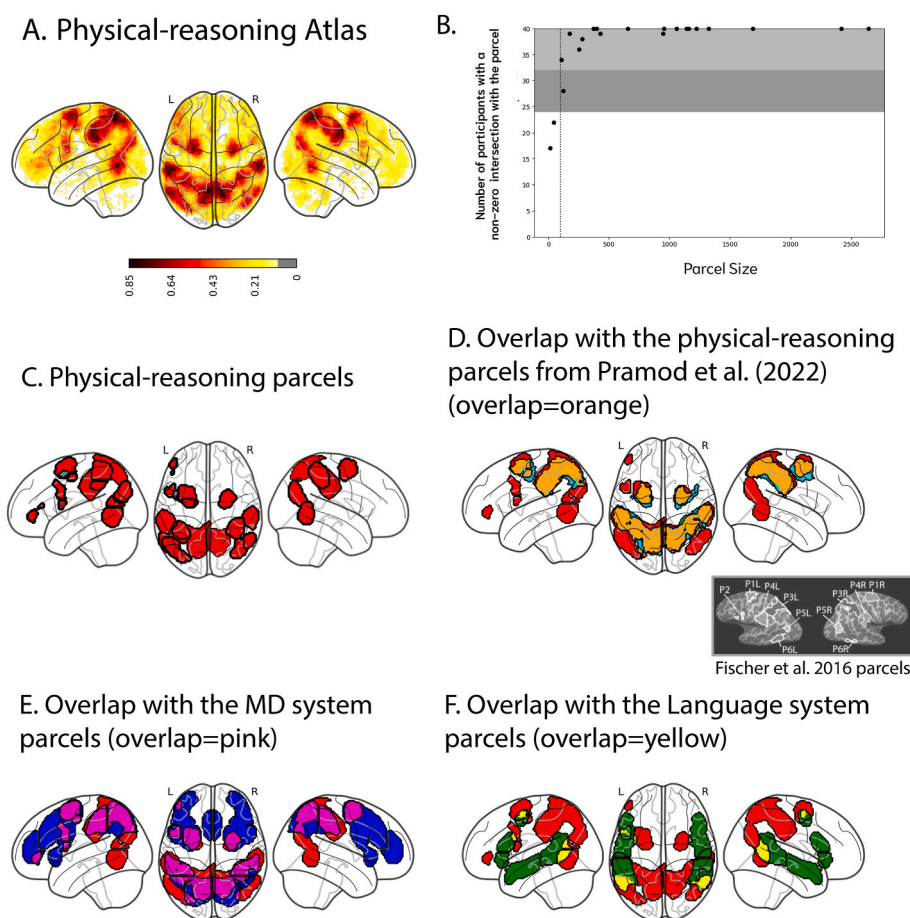 A. Physical-reasoning Atlas
L R
0.85
0.64
0.43
0.21
0
B.
Number of participants with a
non-zero intersection with the parcel
40
35
30
25
20
15
10
5
0
0 500 1000 1500 2000 2500
Parcel Size
C. Physical-reasoning parcels
L R
D. Overlap with the physical-reasoning
parcels from Pramod et al. (2022)
(overlap=orange)
L R
P2 P1L P4L P3L P5L P6L
P5R P3R P4R P1R P6R
Fischer et al. 2016 parcels
E. Overlap with the MD system
parcels (overlap=pink)
L R
F. Overlap with the Language system
parcels (overlap=yellow)
L R